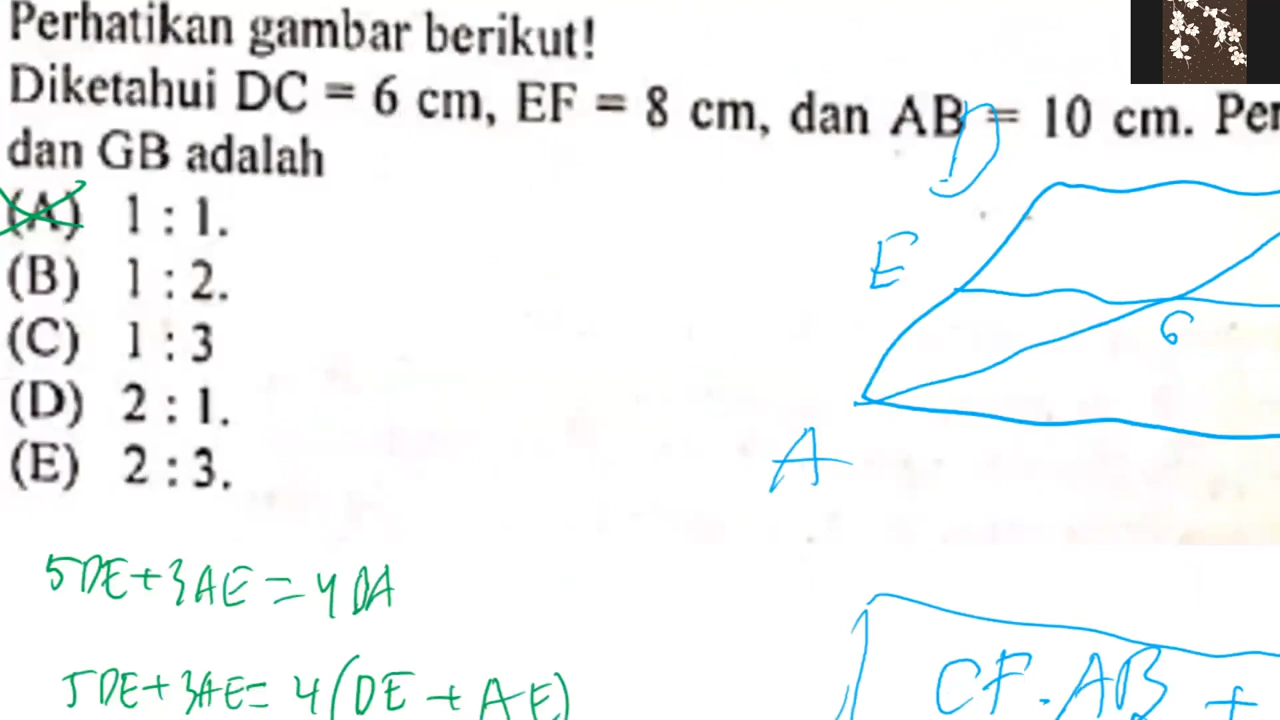 Perhatikan gambar berikut!
Diketahui DC = 6 cm, EF = 8 cm, dan AB = 10 cm.
dan GB adalah
(A) 1 : 1.
(B) 1 : 2.
(C) 1 : 3
(D) 2 : 1.
(E) 2 : 3.
D
E
G
A
5DE+3AE=4DA
5DE+3AE=4(DE+AE)
CF.AB +